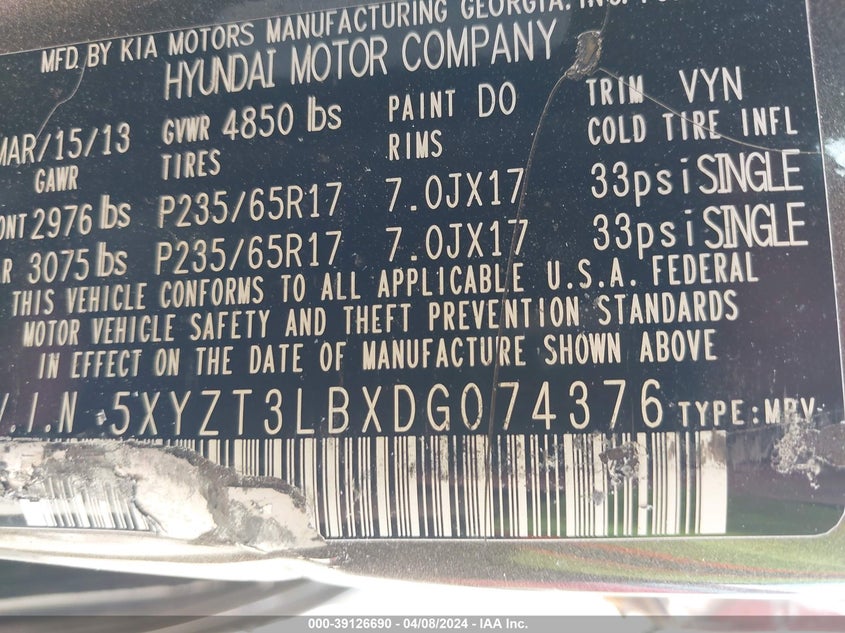 MFD. BY KIA MOTORS MANUFACTURING GEORGIA. INC. FO
HYUNDAI MOTOR COMPANY
MAR/15/13 GVWR 4850 lbs PAINT DO TRIM VYN
GAWR TIRES RIMS COLD TIRE INFL
ONT 2976 lbs P235/65R17 7.0JX17 33psi SINGLE
R 3075 lbs P235/65R17 7.0JX17 33psi SINGLE
THIS VEHICLE CONFORMS TO ALL APPLICABLE U.S.A. FEDERAL
MOTOR VEHICLE SAFETY AND THEFT PREVENTION STANDARDS
IN EFFECT ON THE DATE OF MANUFACTURE SHOWN ABOVE
V.I.N 5XYZT3LBXDG074376 TYPE:MPV
000-39126690 - 04/08/2024 - IAA Inc.